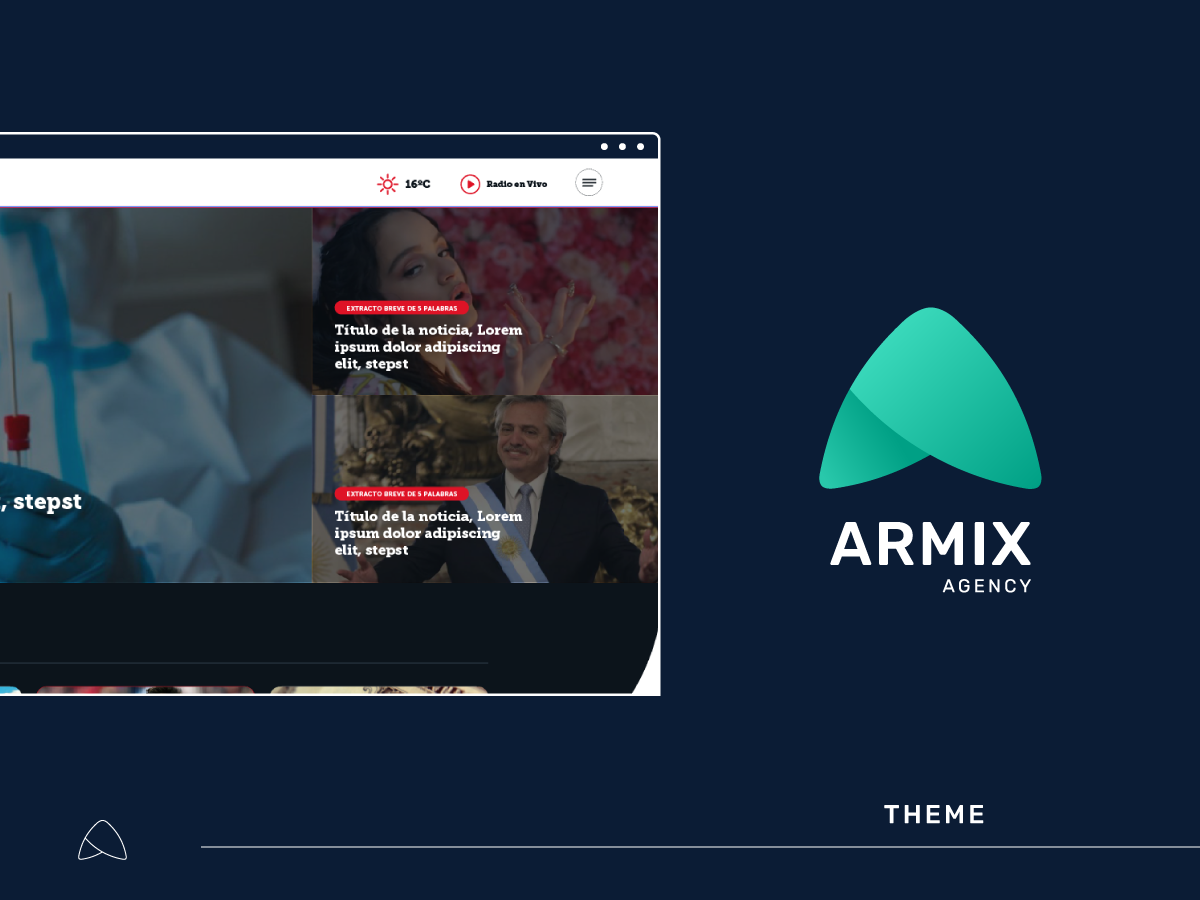 16ºC
Radio en Vivo
EXTRACTO BREVE DE 5 PALABRAS
Título de la noticia, Lorem
ipsum dolor adipiscing
elit, stepst
, stepst
EXTRACTO BREVE DE 5 PALABRAS
Título de la noticia, Lorem
ipsum dolor adipiscing
elit, stepst
ARMIX
AGENCY
THEME